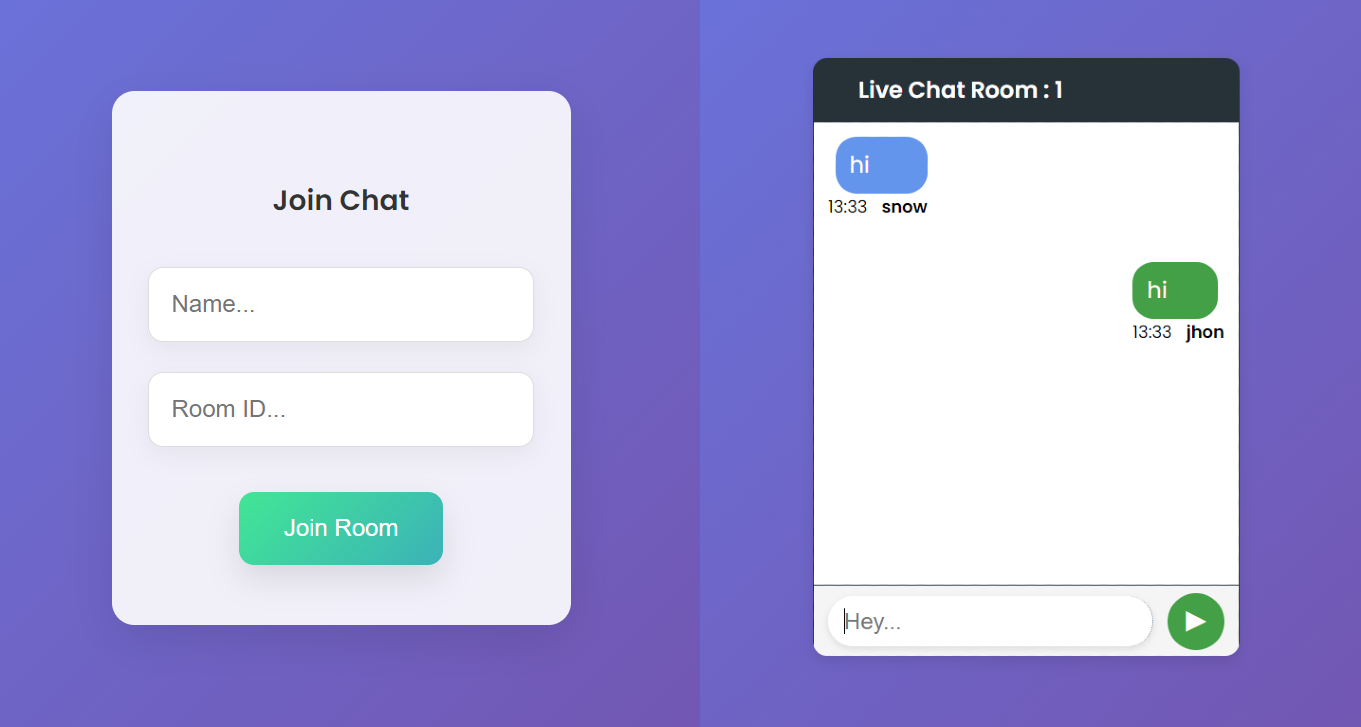 Join Chat
Name...
Room ID...
Join Room
Live Chat Room : 1
hi
13:33 snow
hi
13:33 jhon
Hey...